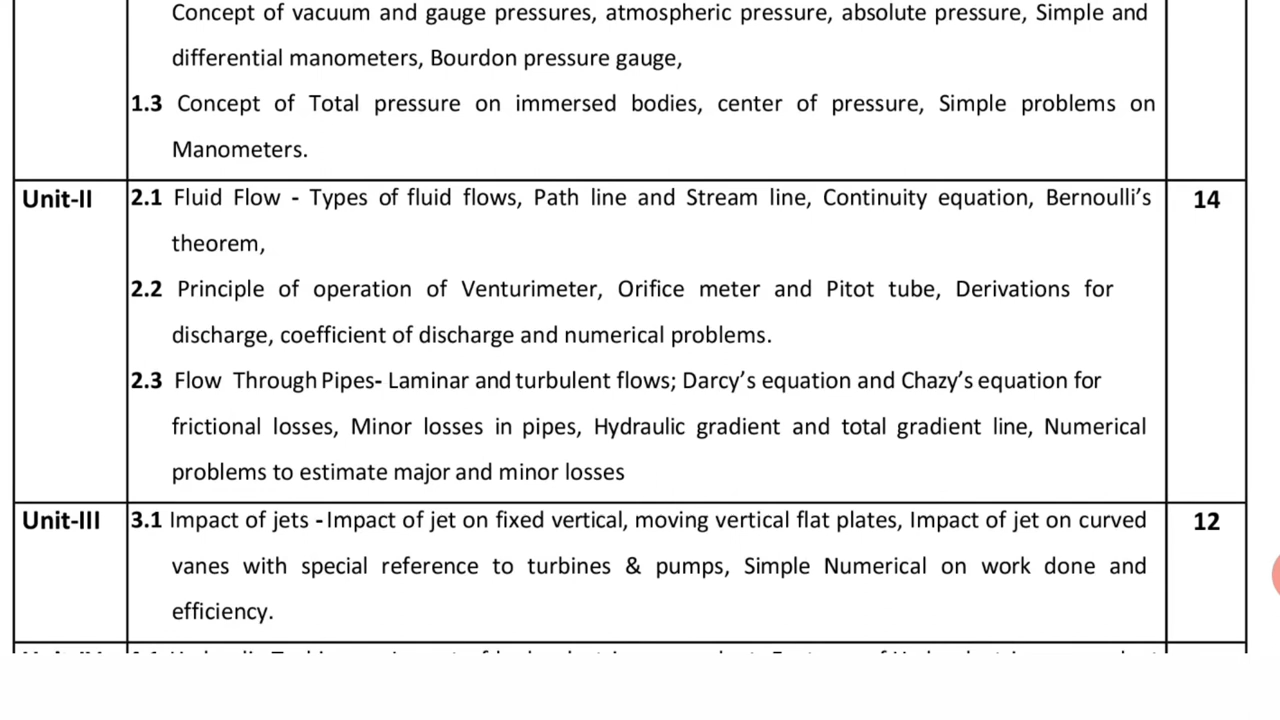 Concept of vacuum and gauge pressures, atmospheric pressure, absolute pressure, Simple and
differential manometers, Bourdon pressure gauge,
1.3 Concept of Total pressure on immersed bodies, center of pressure, Simple problems on
Manometers.
Unit-II 2.1 Fluid Flow - Types of fluid flows, Path line and Stream line, Continuity equation, Bernoulli’s 14
theorem,
2.2 Principle of operation of Venturimeter, Orifice meter and Pitot tube, Derivations for
discharge, coefficient of discharge and numerical problems.
2.3 Flow Through Pipes- Laminar and turbulent flows; Darcy’s equation and Chazy’s equation for
frictional losses, Minor losses in pipes, Hydraulic gradient and total gradient line, Numerical
problems to estimate major and minor losses
Unit-III 3.1 Impact of jets - Impact of jet on fixed vertical, moving vertical flat plates, Impact of jet on curved 12
vanes with special reference to turbines & pumps, Simple Numerical on work done and
efficiency.